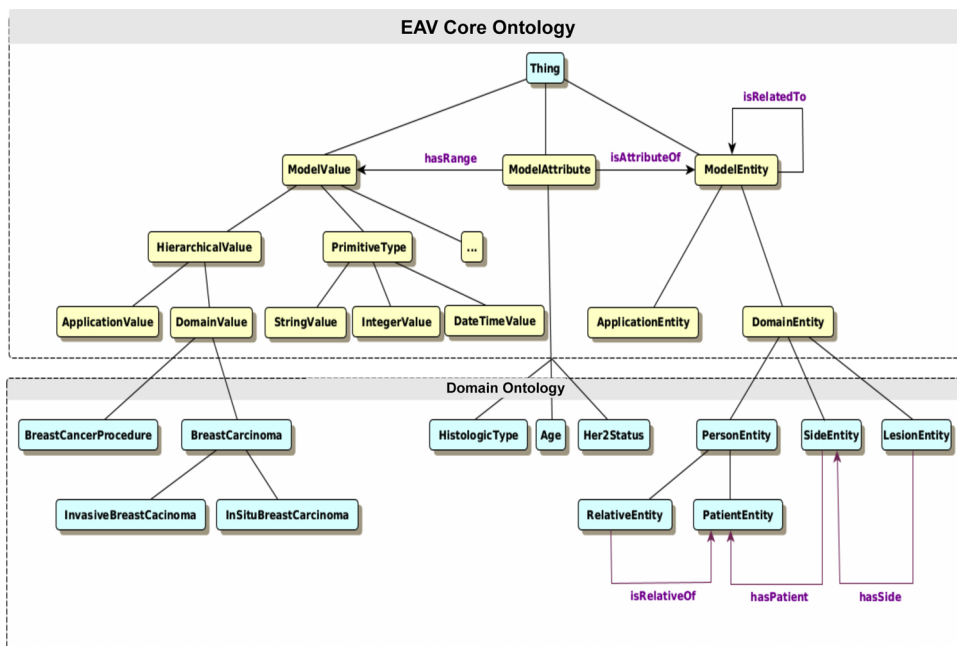 EAV Core Ontology
Thing
isRelatedTo
hasRange
isAttributeOf
ModelValue
ModelAttribute
ModelEntity
HierarchicalValue
PrimitiveType
...
ApplicationValue
DomainValue
StringValue
IntegerValue
DateTimeValue
ApplicationEntity
DomainEntity
Domain Ontology
BreastCancerProcedure
BreastCarcinoma
HistologicType
Age
Her2Status
PersonEntity
SideEntity
LesionEntity
InvasiveBreastCacinoma
InSituBreastCarcinoma
RelativeEntity
PatientEntity
isRelativeOf
hasPatient
hasSide